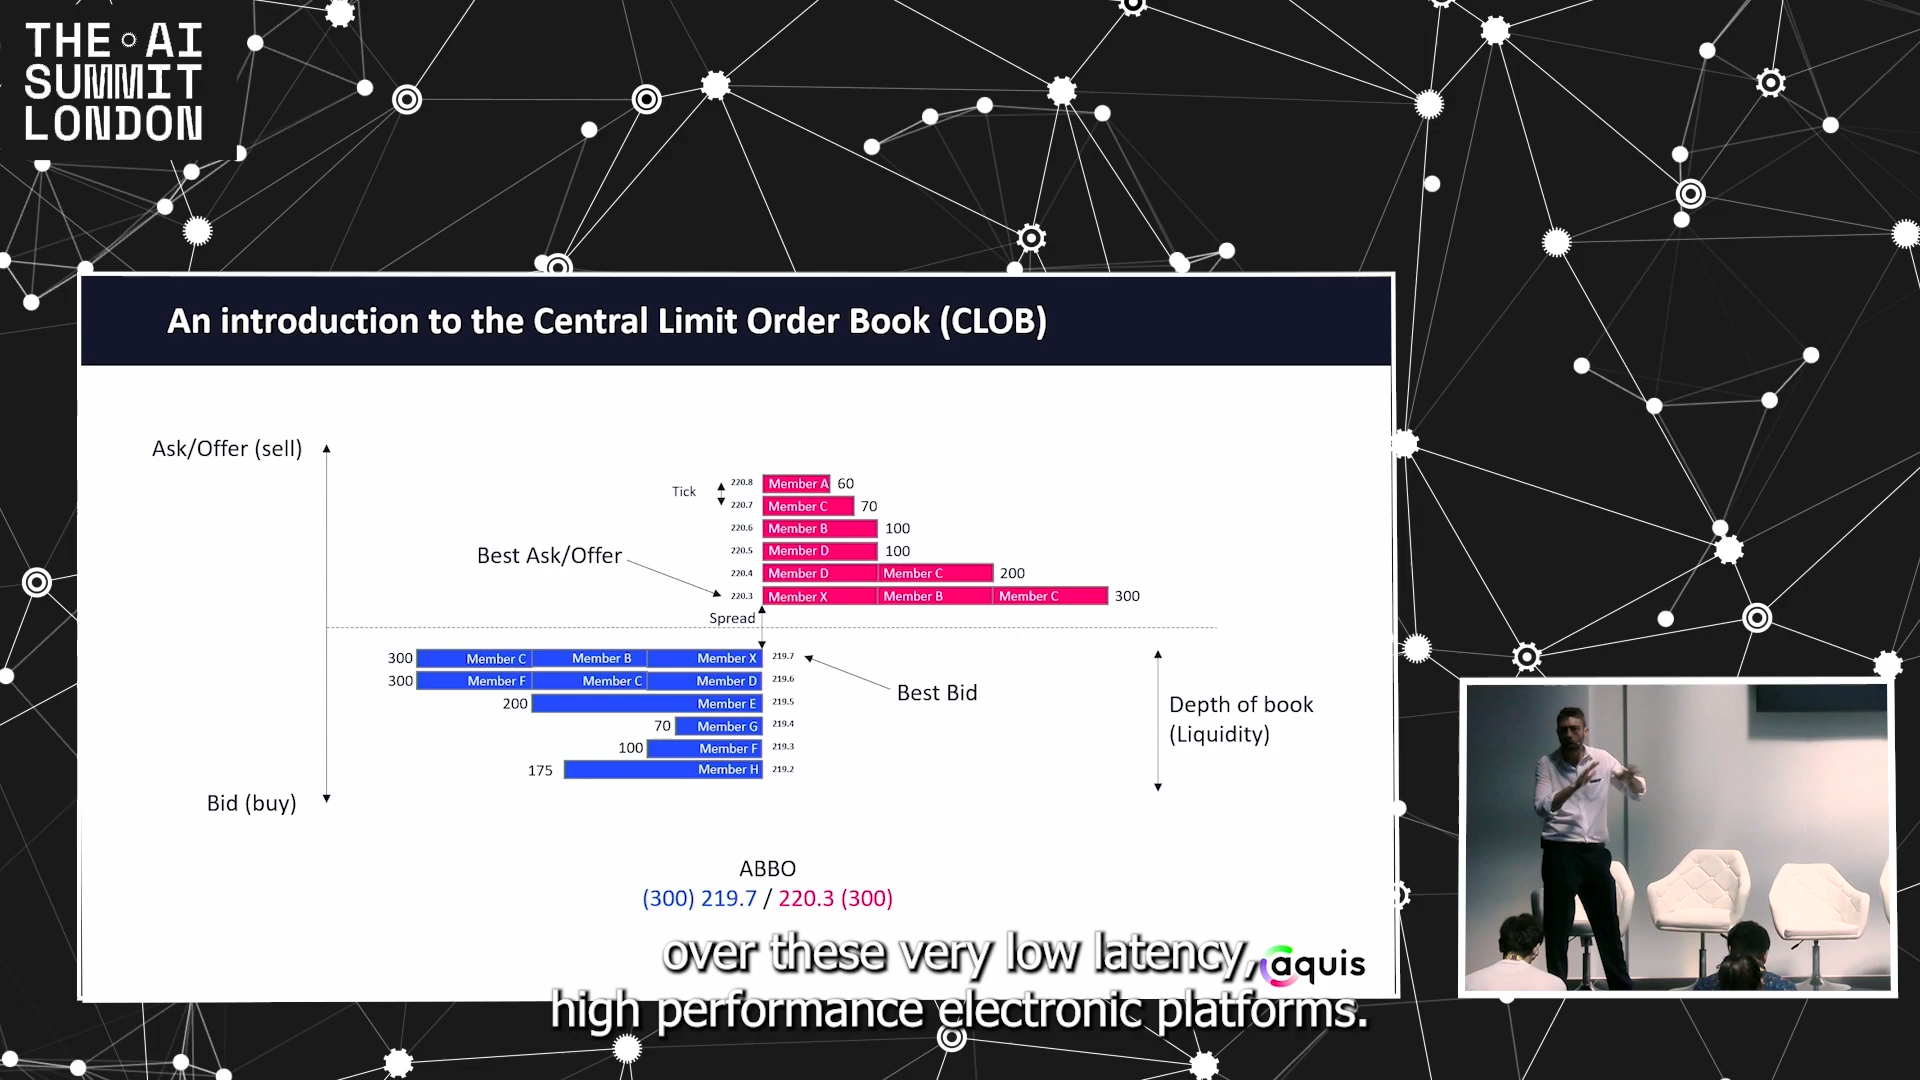 THE AI
SUMMIT
LONDON
An introduction to the Central Limit Order Book (CLOB)
Ask/Offer (sell)
Tick
220.8 Member A 60
220.7 Member C 70
220.6 Member B 100
Best Ask/Offer
220.5 Member D 100
220.4 Member D Member C 200
220.3 Member X Member B Member C 300
Spread
300 Member C Member B Member X 219.7
300 Member F Member C Member D 219.6
Best Bid
200 Member E 219.5
70 Member G 219.4
100 Member F 219.3
175 Member H 219.2
Depth of book
(Liquidity)
Bid (buy)
ABBO
(300) 219.7 / 220.3 (300)
over these very low latency,
high performance electronic platforms.
aquis